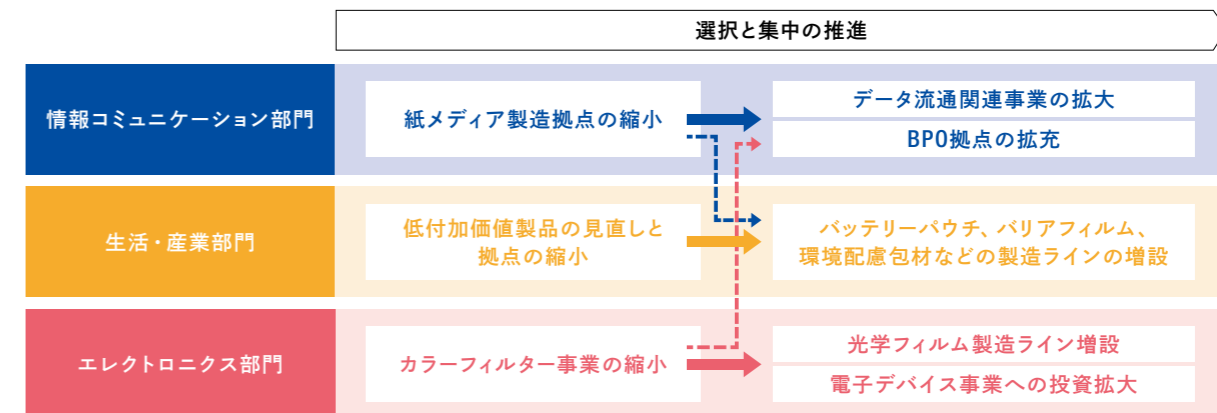 選択と集中の推進
情報コミュニケーション部門
紙メディア製造拠点の縮小
データ流通関連事業の拡大
BPO拠点の拡充
生活・産業部門
低付加価値製品の見直しと
拠点の縮小
バッテリーパウチ、バリアフィルム、
環境配慮包材などの製造ラインの増設
エレクトロニクス部門
カラーフィルター事業の縮小
光学フィルム製造ライン増設
電子デバイス事業への投資拡大